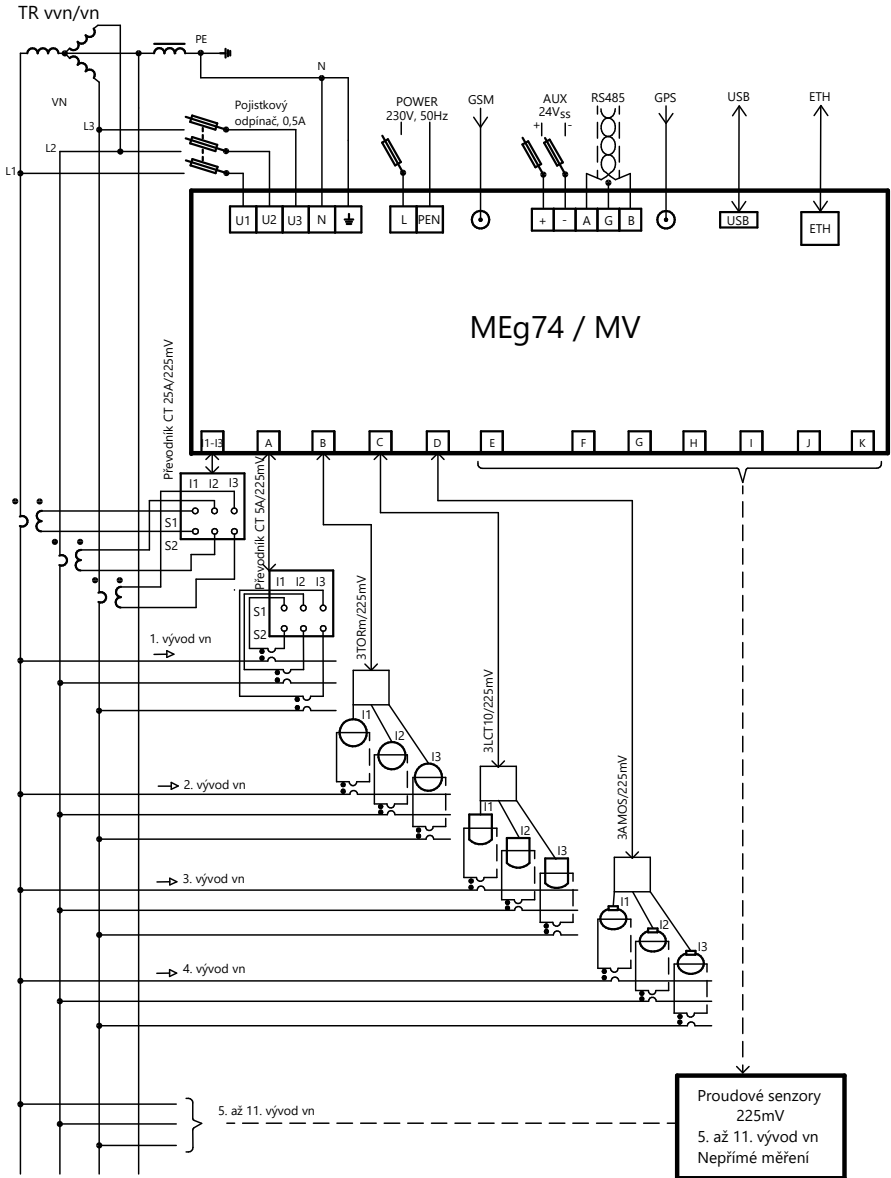 TR vvn/vn
PE
N
VN
L3
L2
L1
Pojistkový
odpínač, 0,5A
POWER
230V, 50Hz
GSM
AUX
24Vss
+ -
RS485
GPS
USB
ETH
U1 U2 U3 N
L PEN
+ - A G B
USB
ETH
MEg74 / MV
I1-I3 A B C D E F G H I J K
Převodník CT 25A/225mV
I1 I2 I3
S1
S2
Převodník CT 5A/225mV
I1 I2 I3
S1
S2
1. vývod vn
3TORm/225mV
I1
I2
I3
2. vývod vn
3LCT10/225mV
I1
I2
I3
3. vývod vn
3AMOS/225mV
I1
I2
I3
4. vývod vn
5. až 11. vývod vn
Proudové senzory
225mV
5. až 11. vývod vn
Nepřímé měření